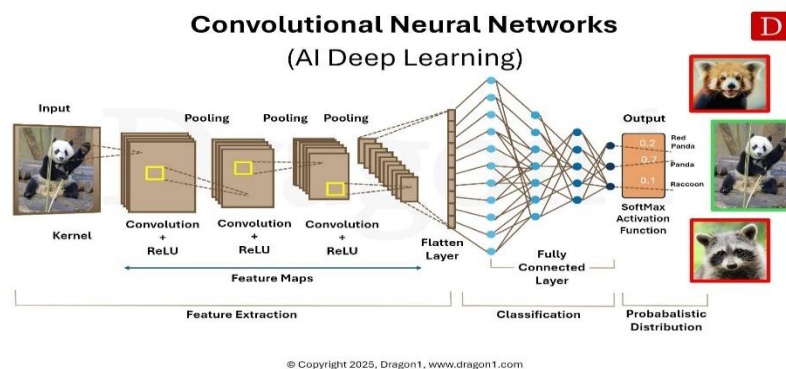 Convolutional Neural Networks
(AI Deep Learning)
D
Input
Pooling
Pooling
Pooling
Output
0.2
0.7
0.1
Red
Panda
Panda
Raccoon
SoftMax
Activation
Function
Kernel
Convolution
+
ReLU
Convolution
+
ReLU
Convolution
+
ReLU
Flatten
Layer
Fully
Connected
Layer
Feature Maps
Feature Extraction
Classification
Probabalistic
Distribution
© Copyright 2025, Dragon1, www.dragon1.com